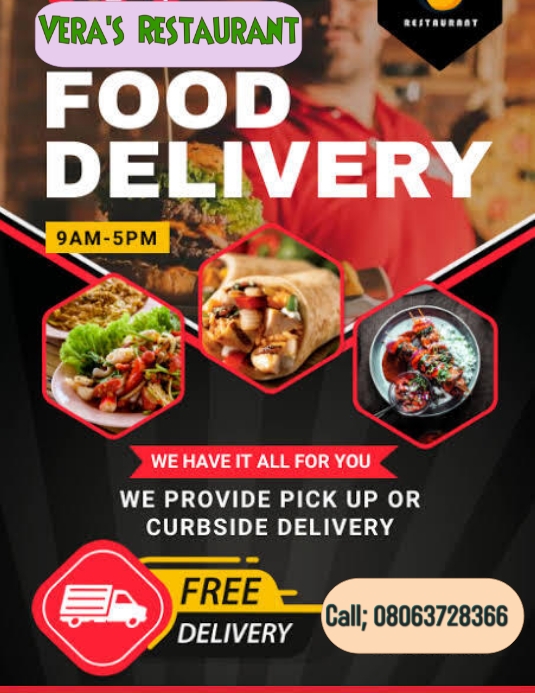 VERA'S RESTAURANT
RESTAURANT
FOOD
DELIVERY
9AM-5PM
WE HAVE IT ALL FOR YOU
WE PROVIDE PICK UP OR
CURBSIDE DELIVERY
FREE
DELIVERY
Call; 08063728366